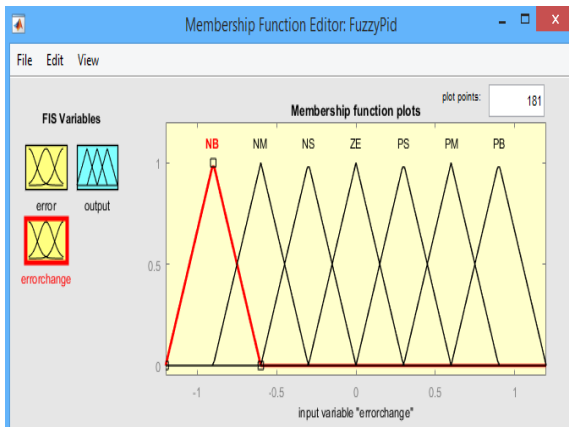 Membership Function Editor: FuzzyPid
File Edit View
FIS Variables
error output
errorchange
plot points: 181
Membership function plots
NB NM NS ZE PS PM PB
1
0.5
0
-1 -0.5 0 0.5 1
input variable "errorchange"